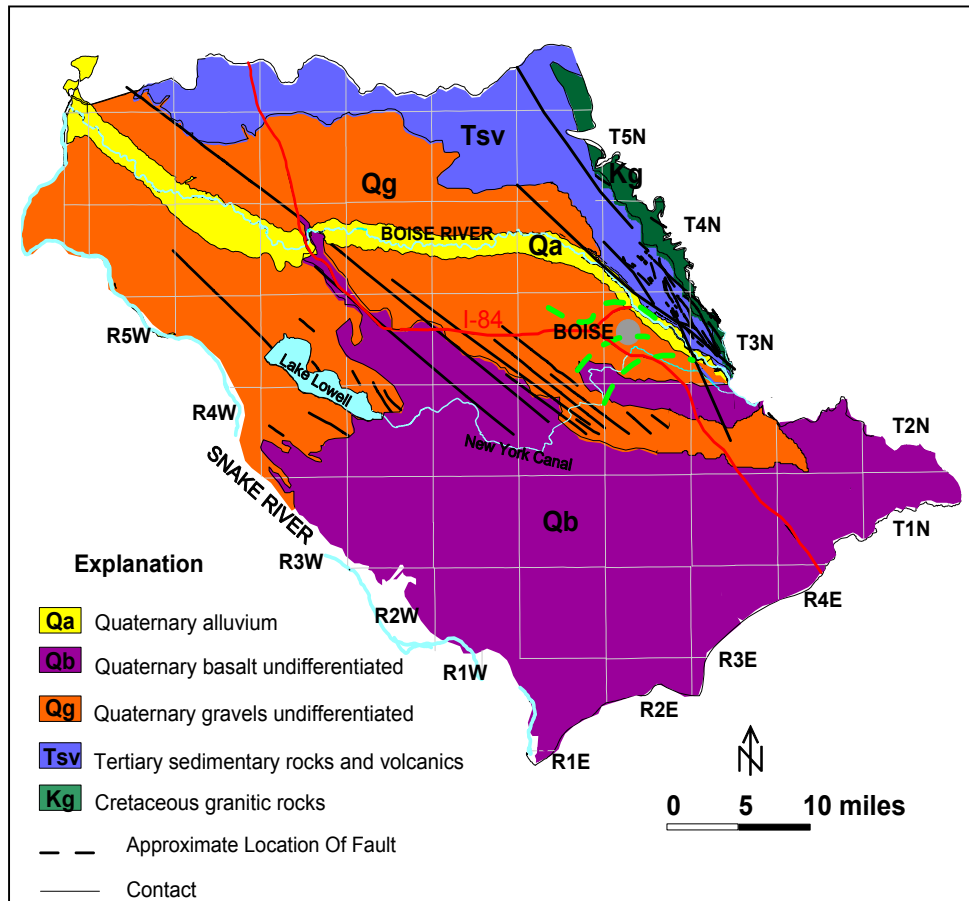 T5N
Tsv
Kg
Qg
T4N
BOISE RIVER
Qa
I-84
BOISE
R5W
T3N
Lake Lowell
R4W
T2N
New York Canal
SNAKE RIVER
Qb
T1N
R3W
Explanation
R4E
R2W
Qa Quaternary alluvium
R3E
Qb Quaternary basalt undifferentiated
R1W
R2E
Qg Quaternary gravels undifferentiated
N
Tsv Tertiary sedimentary rocks and volcanics
R1E
Kg Cretaceous granitic rocks
0 5 10 miles
Approximate Location Of Fault
Contact